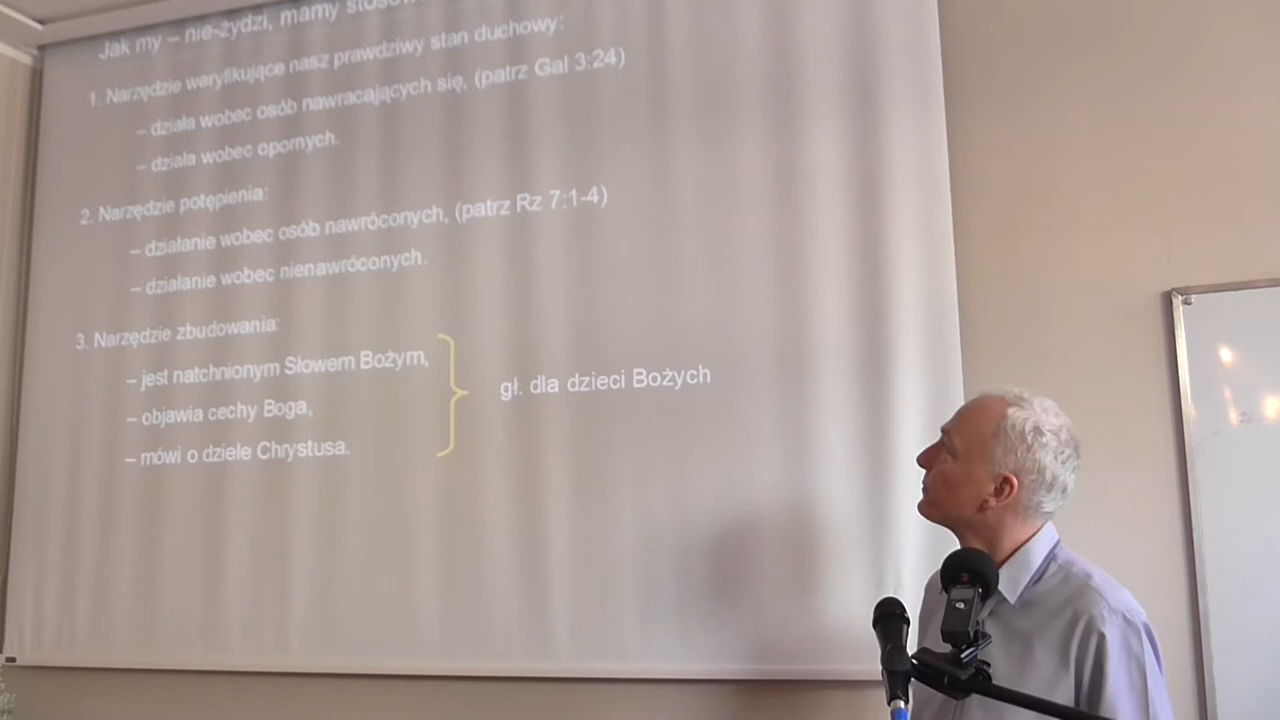 Jak my – nie-żydzi, mamy
1. Narzędzie weryfikujące nasz prawdziwy stan duchowy:
– działa wobec osób nawracających się, (patrz Gal 3:24)
– działa wobec opornych.
2. Narzędzie potępienia:
– działanie wobec osób nawróconych, (patrz Rz 7:1-4)
– działanie wobec nienawróconych.
3. Narzędzie zbudowania:
– jest natchnionym Słowem Bożym,
– objawia cechy Boga,
– mówi o dziele Chrystusa.
gł. dla dzieci Bożych